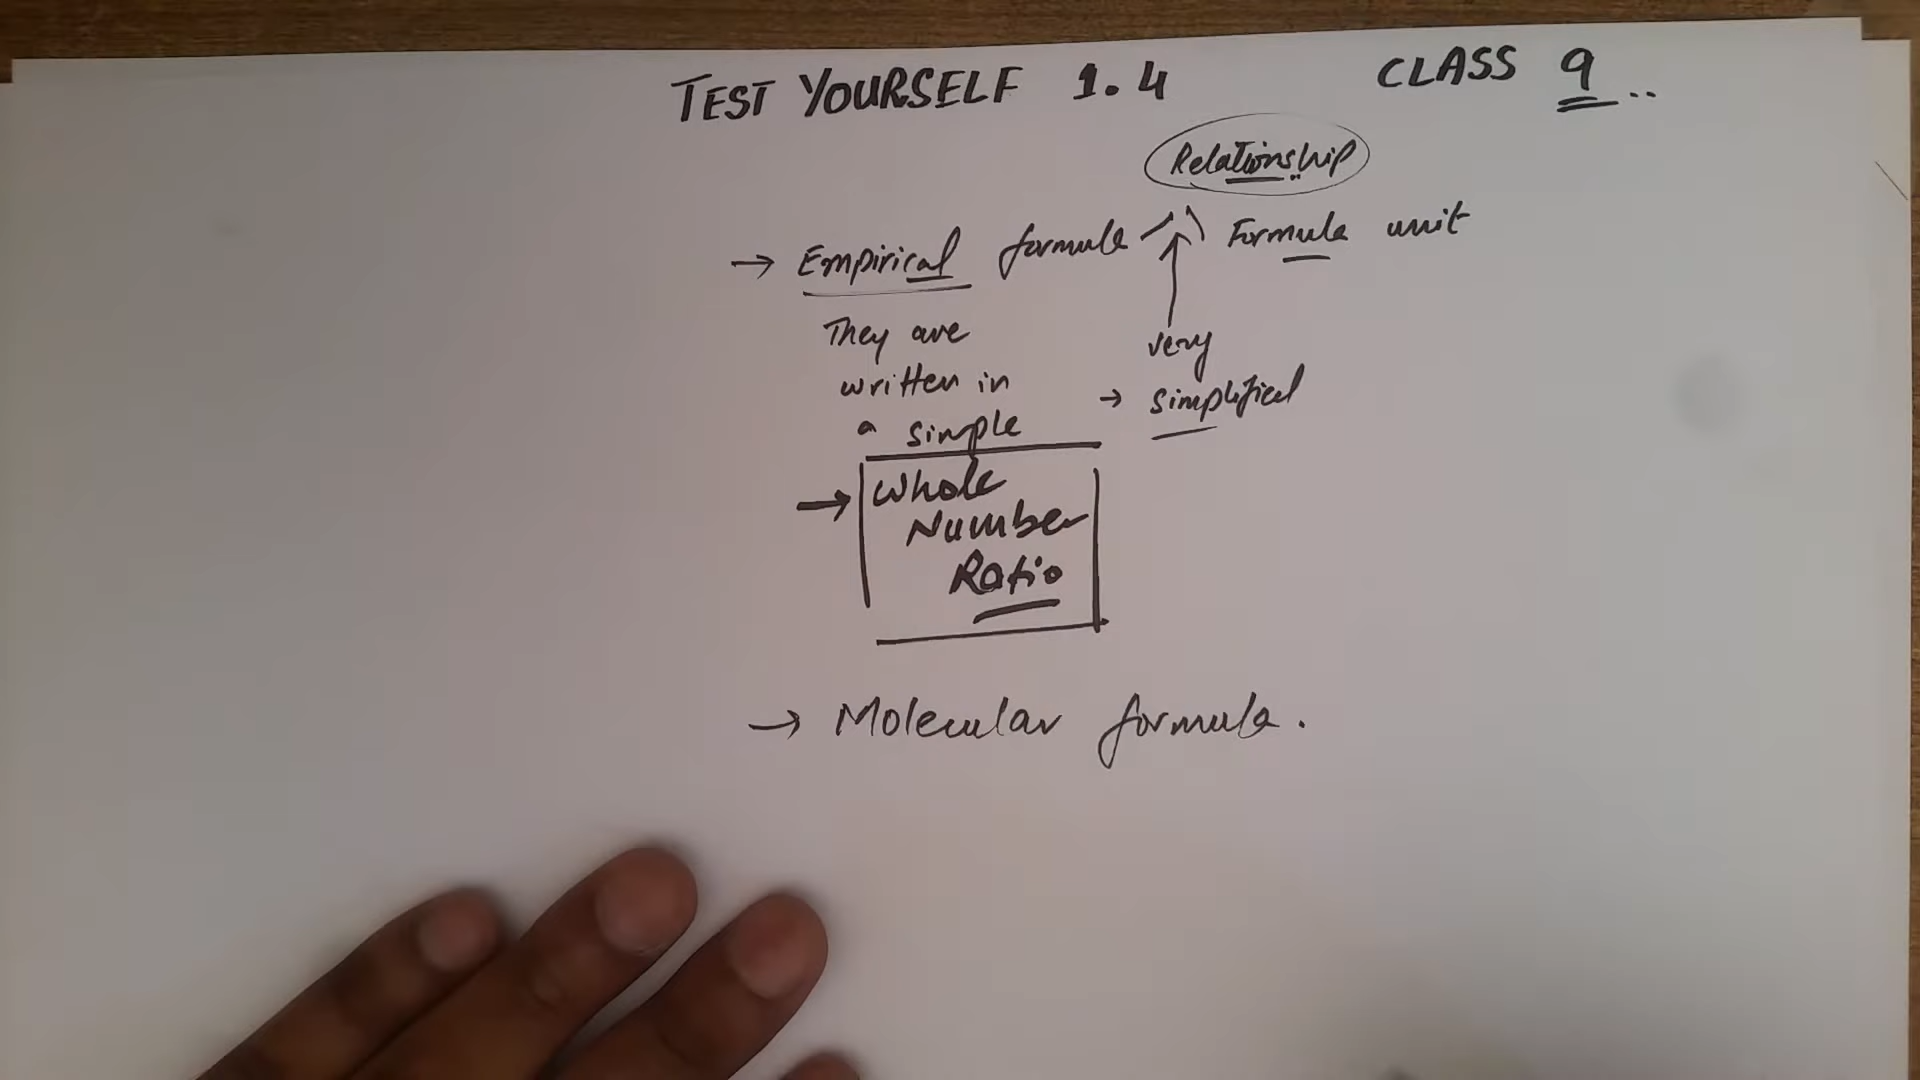 TEST YOURSELF 1.4 CLASS 9 ..
Relationship
→ Empirical formula Formula unit
They are
written in
a simple
very
→ simplified
→ Whole
Number
Ratio
→ Molecular formula.